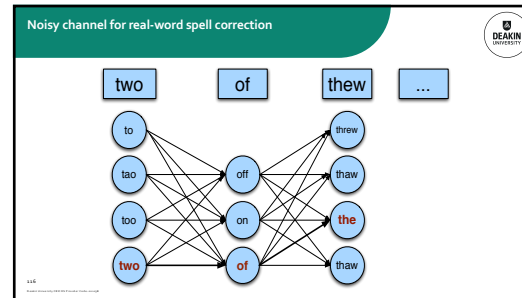 Noisy channel for real-word spell correction
DEAKIN
UNIVERSITY
two of thew ...
to threw
tao off thaw
too on the
two of thaw
116